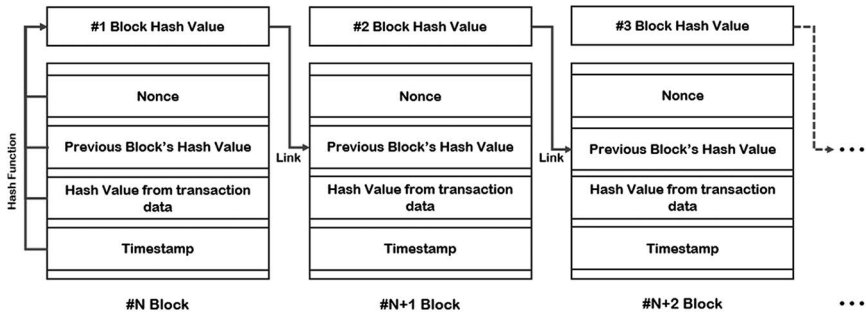 #1 Block Hash Value
#2 Block Hash Value
#3 Block Hash Value
Hash Function
Nonce
Previous Block's Hash Value
Hash Value from transaction
data
Timestamp
Link
Nonce
Previous Block's Hash Value
Hash Value from transaction
data
Timestamp
Link
Nonce
Previous Block's Hash Value
Hash Value from transaction
data
Timestamp
...
#N Block
#N+1 Block
#N+2 Block
...